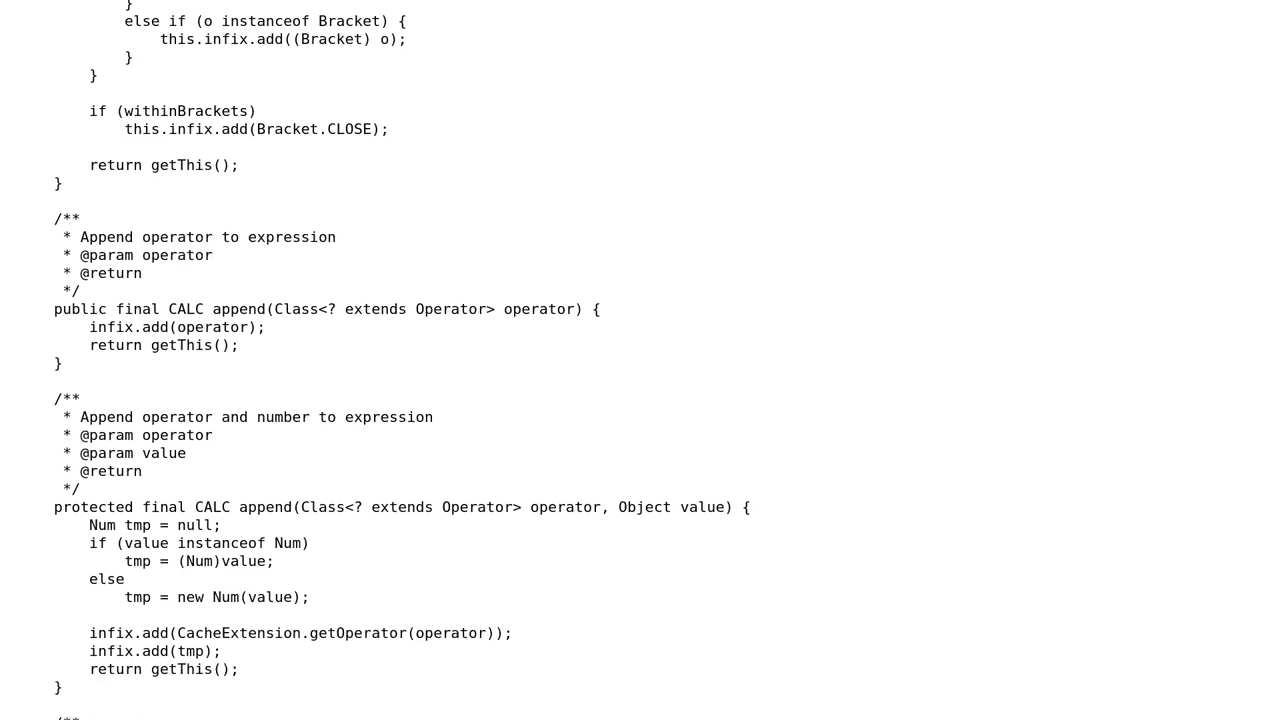 }
else if (o instanceof Bracket) {
this.infix.add((Bracket) o);
}
}
if (withinBrackets)
this.infix.add(Bracket.CLOSE);
return getThis();
}
/**
* Append operator to expression
* @param operator
* @return
*/
public final CALC append(Class<? extends Operator> operator) {
infix.add(operator);
return getThis();
}
/**
* Append operator and number to expression
* @param operator
* @param value
* @return
*/
protected final CALC append(Class<? extends Operator> operator, Object value) {
Num tmp = null;
if (value instanceof Num)
tmp = (Num)value;
else
tmp = new Num(value);
infix.add(CacheExtension.getOperator(operator));
infix.add(tmp);
return getThis();
}
/**